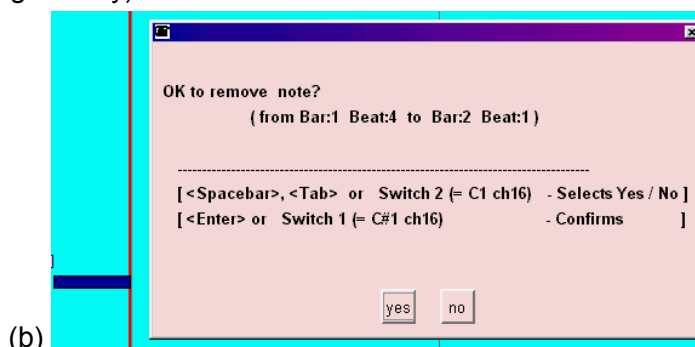 OK to remove note?
( from Bar:1 Beat:4 to Bar:2 Beat:1 )
--------------------------------------------------------------------------------
[ <Spacebar>, <Tab> or Switch 2 (= C1 ch16) - Selects Yes / No ]
[ <Enter> or Switch 1 (= C#1 ch16) - Confirms ]
yes no
(b)